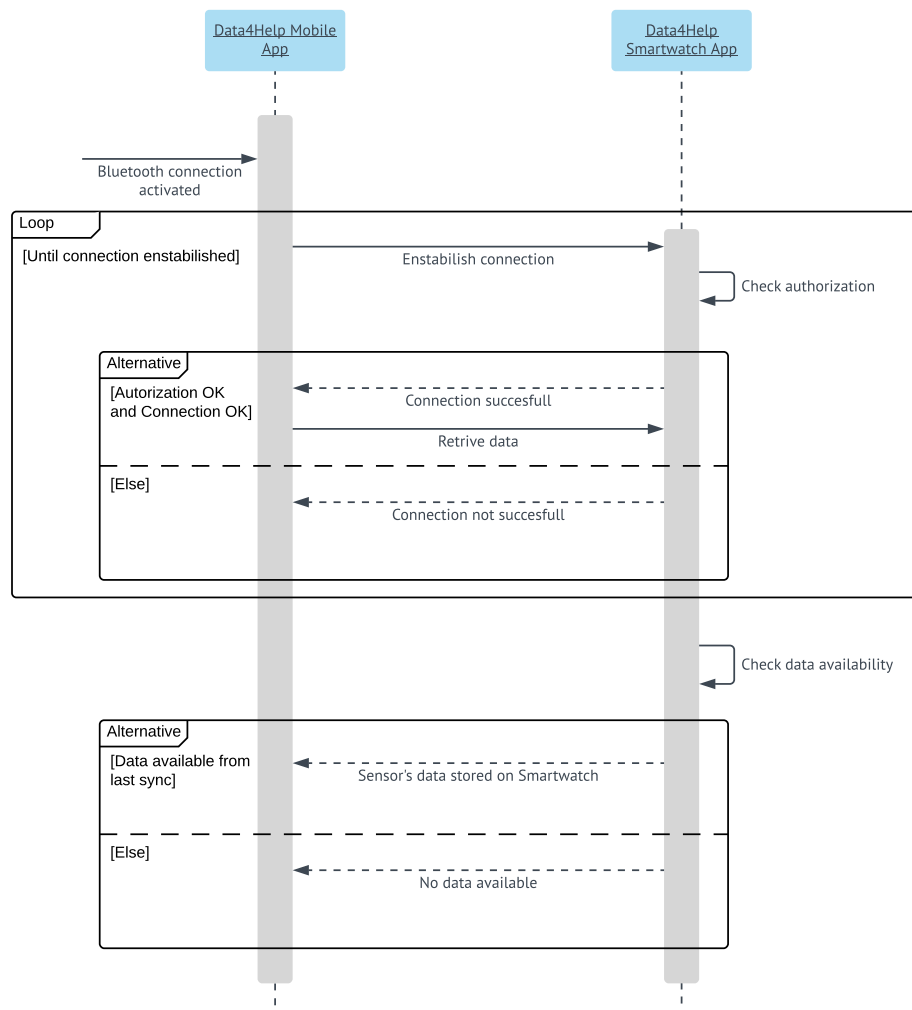 Data4Help Mobile
App
Data4Help
Smartwatch App
Bluetooth connection
activated
Loop
[Until connection enstabilished]
Enstabilish connection
Check authorization
Alternative
[Autorization OK
and Connection OK]
Connection succesfull
Retrive data
[Else]
Connection not succesfull
Check data availability
Alternative
[Data available from
last sync]
Sensor's data stored on Smartwatch
[Else]
No data available